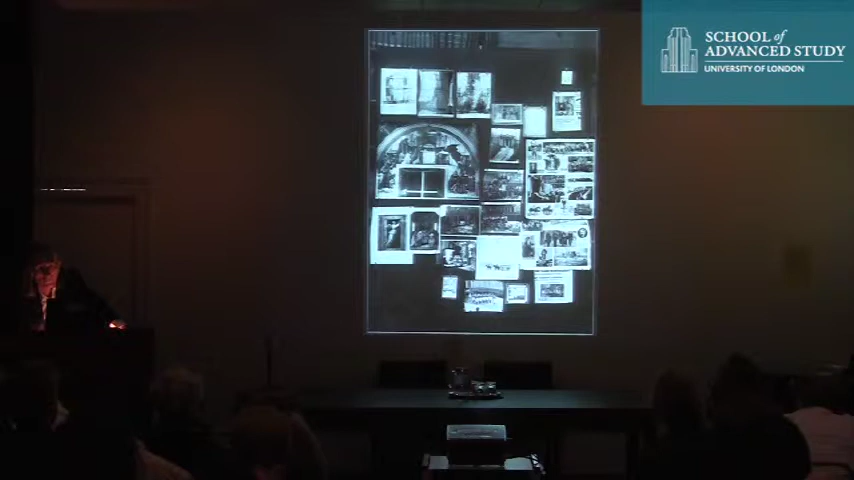 SCHOOL of
ADVANCED STUDY
UNIVERSITY OF LONDON